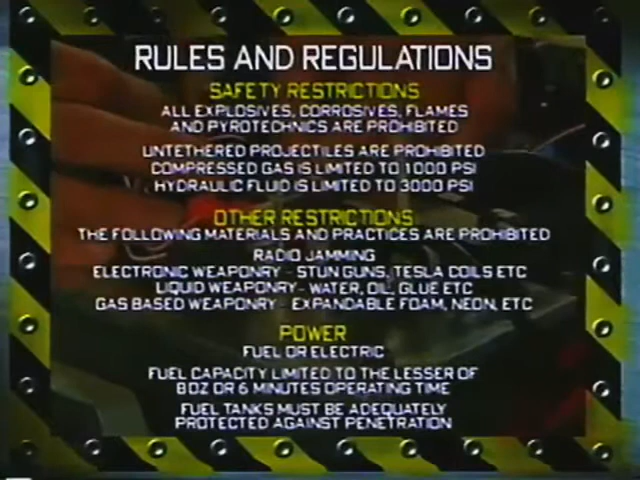 RULES AND REGULATIONS
SAFETY RESTRICTIONS
ALL EXPLOSIVES, CORROSIVES, FLAMES
AND PYROTECHNICS ARE PROHIBITED
UNTETHERED PROJECTILES ARE PROHIBITED
COMPRESSED GAS IS LIMITED TO 1000 PSI
HYDRAULIC FLUID IS LIMITED TO 3000 PSI
OTHER RESTRICTIONS
THE FOLLOWING MATERIALS AND PRACTICES ARE PROHIBITED
RADIO JAMMING
ELECTRONIC WEAPONRY - STUN GUNS, TESLA COILS ETC
LIQUID WEAPONRY - WATER, OIL, GLUE ETC
GAS BASED WEAPONRY - EXPANDABLE FOAM, NEON, ETC
POWER
FUEL OR ELECTRIC
FUEL CAPACITY LIMITED TO THE LESSER OF
8 OZ OR 6 MINUTES OPERATING TIME
FUEL TANKS MUST BE ADEQUATELY
PROTECTED AGAINST PENETRATION